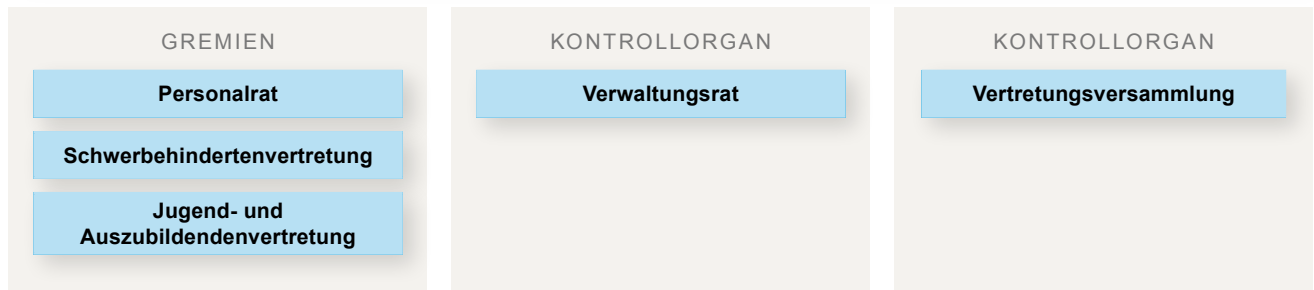 GREMIEN
Personalrat
Schwerbehindertenvertretung
Jugend- und
Auszubildendenvertretung
KONTROLLORGAN
Verwaltungsrat
KONTROLLORGAN
Vertretungsversammlung